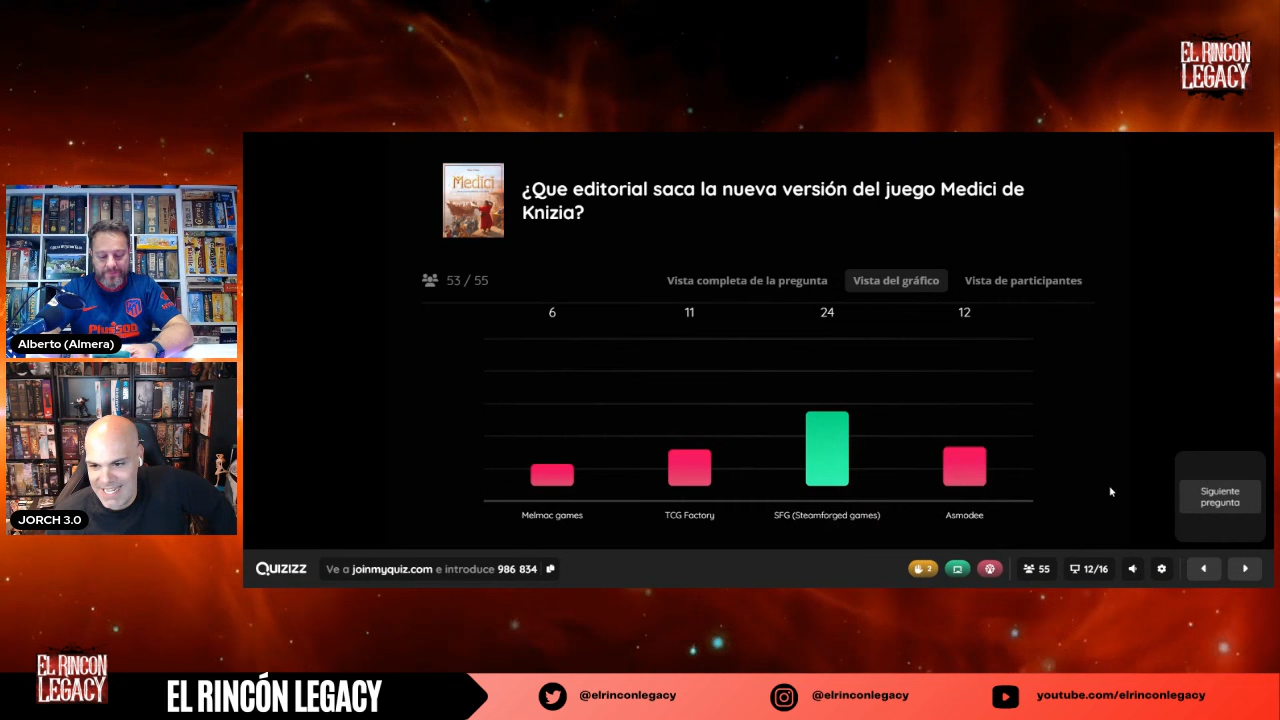 EL RINCON
LEGACY
Medici
¿Que editorial saca la nueva versión del juego Medici de
Knizia?
53 / 55
Vista completa de la pregunta
Vista del gráfico
Vista de participantes
6
11
24
12
Melmac games
TCG Factory
SFG (Steamforged games)
Asmodee
Siguiente
pregunta
Plus500
Alberto (Almera)
JORCH 3.0
QUIZIZZ
Ve a joinmyquiz.com e introduce 986 834
2
55
12/16
EL RINCON
LEGACY
EL RINCÓN LEGACY
@elrinconlegacy
@elrinconlegacy
youtube.com/elrinconlegacy